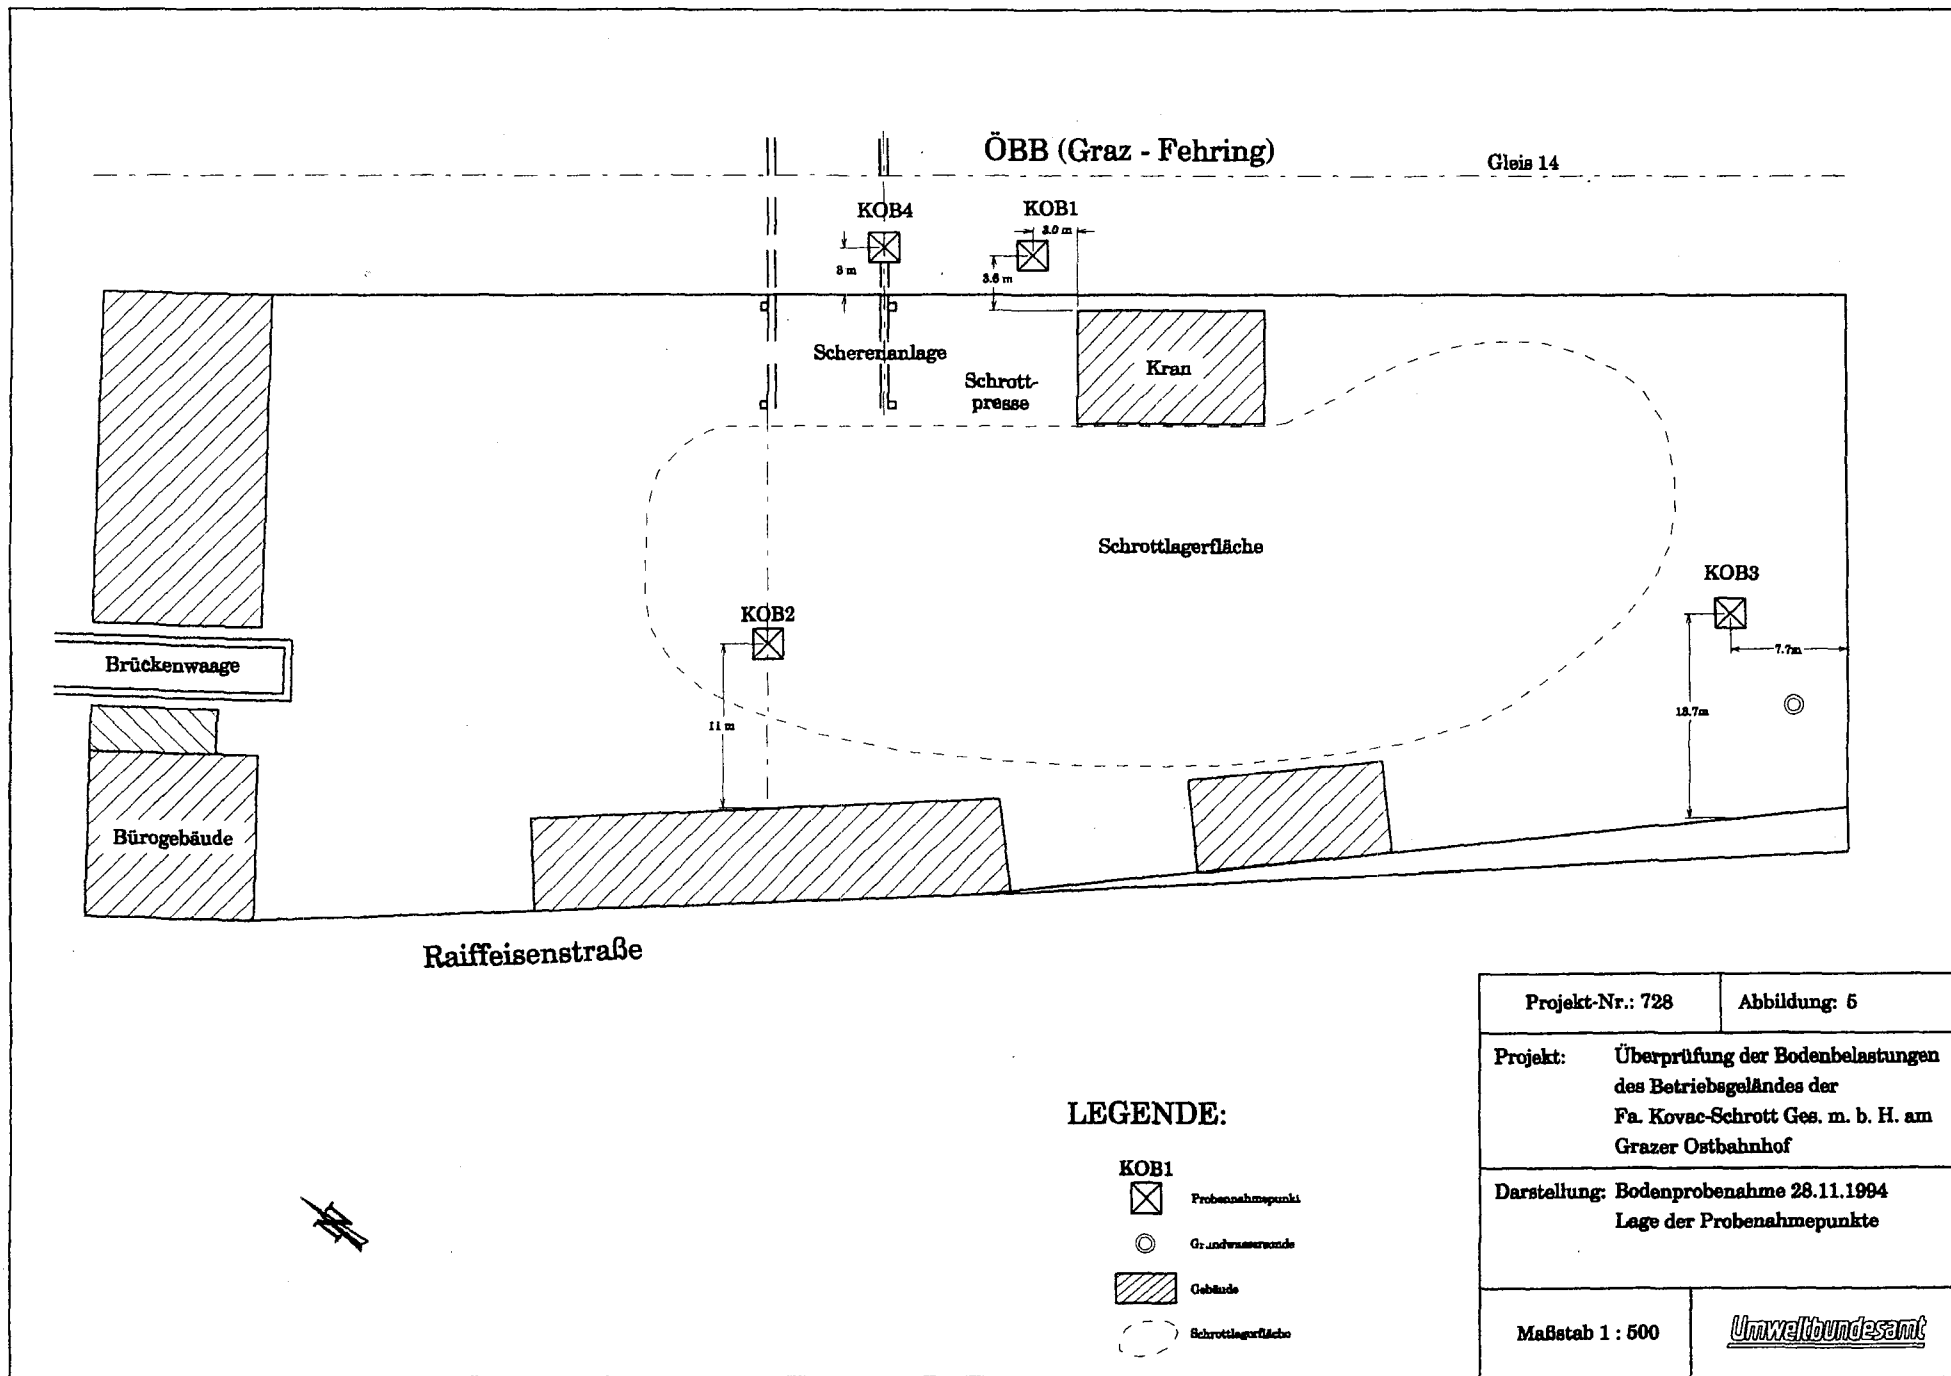 ÖBB (Graz - Fehring)
Gleis 14
KOB4
KOB1
3.0 m
3 m
3.6 m
Scherenanlage
Schrott-
presse
Kran
Schrottlagerfläche
KOB3
KOB2
7.7m
Brückenwaage
11 m
13.7m
Bürogebäude
Raiffeisenstraße
Projekt-Nr.: 728
Abbildung: 5
Projekt: Überprüfung der Bodenbelastungen
des Betriebsgeländes der
Fa. Kovac-Schrott Ges. m. b. H. am
Grazer Ostbahnhof
Darstellung: Bodenprobenahme 28.11.1994
Lage der Probenahmepunkte
Maßstab 1 : 500
Umweltbundesamt
LEGENDE:
KOB1
Probennahmepunkt
Grundwassersonde
Gebäude
Schrottlagerfläche
N